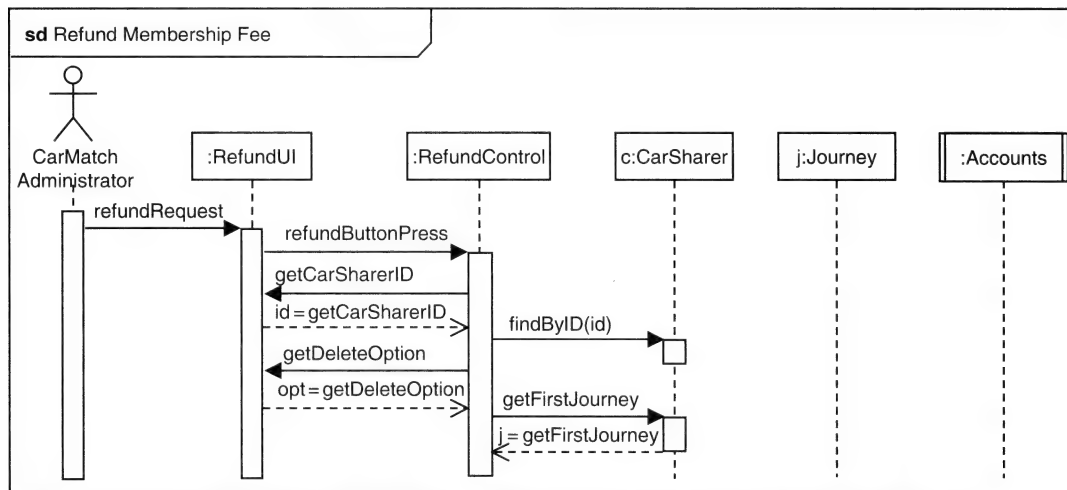 sd Refund Membership Fee
CarMatch
Administrator
:RefundUI
:RefundControl
c:CarSharer
j:Journey
:Accounts
refundRequest
refundButtonPress
getCarSharerID
id = getCarSharerID
findByID(id)
getDeleteOption
opt = getDeleteOption
getFirstJourney
j = getFirstJourney